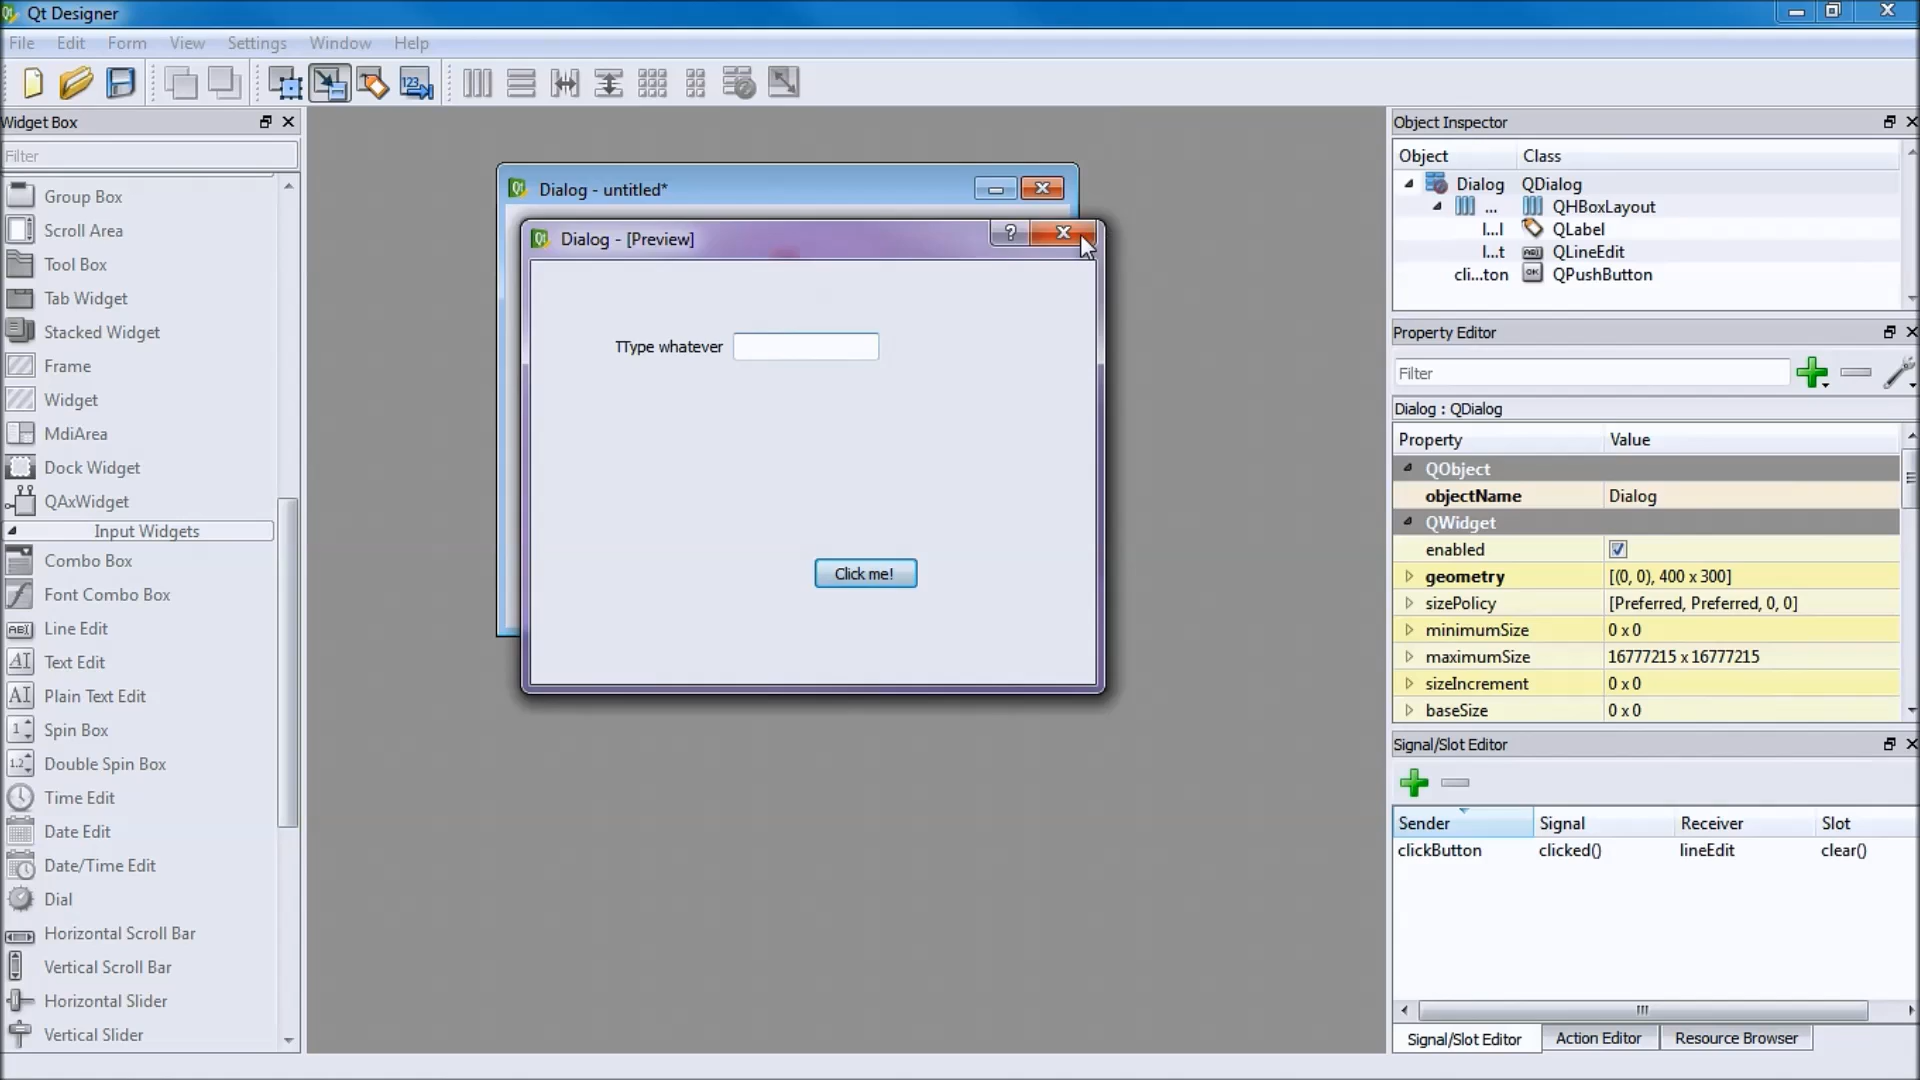 Qt Designer
File Edit Form View Settings Window Help
Widget Box
Filter
Group Box
Scroll Area
Tool Box
Tab Widget
Stacked Widget
Frame
Widget
MdiArea
Dock Widget
QAxWidget
Input Widgets
Combo Box
Font Combo Box
Line Edit
Text Edit
Plain Text Edit
Spin Box
Double Spin Box
Time Edit
Date Edit
Date/Time Edit
Dial
Horizontal Scroll Bar
Vertical Scroll Bar
Horizontal Slider
Vertical Slider
Dialog - untitled*
Dialog - [Preview]
TType whatever
Click me!
Object Inspector
Object Class
Dialog QDialog
... QHBoxLayout
l...l QLabel
l...t QLineEdit
cli...ton QPushButton
Property Editor
Filter
Dialog : QDialog
Property Value
QObject
objectName Dialog
QWidget
enabled
geometry [(0, 0), 400 x 300]
sizePolicy [Preferred, Preferred, 0, 0]
minimumSize 0 x 0
maximumSize 16777215 x 16777215
sizeIncrement 0 x 0
baseSize 0 x 0
Signal/Slot Editor
Sender Signal Receiver Slot
clickButton clicked() lineEdit clear()
Signal/Slot Editor Action Editor Resource Browser